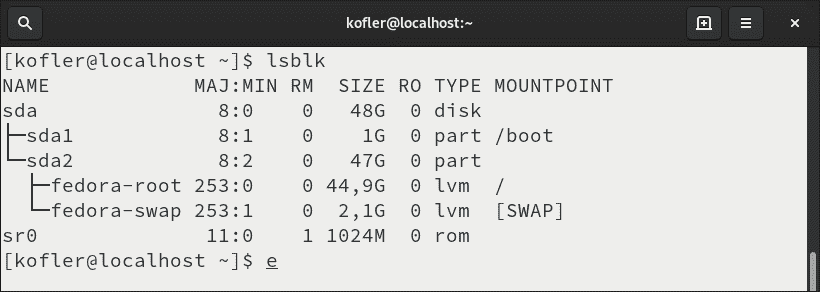 kofler@localhost:~
[kofler@localhost ~]$ lsblk
NAME            MAJ:MIN RM   SIZE RO TYPE MOUNTPOINT
sda               8:0    0    48G  0 disk
├─sda1            8:1    0     1G  0 part /boot
└─sda2            8:2    0    47G  0 part
  ├─fedora-root 253:0    0 44,9G  0 lvm  /
  └─fedora-swap 253:1    0  2,1G  0 lvm  [SWAP]
sr0              11:0    1 1024M  0 rom
[kofler@localhost ~]$ e